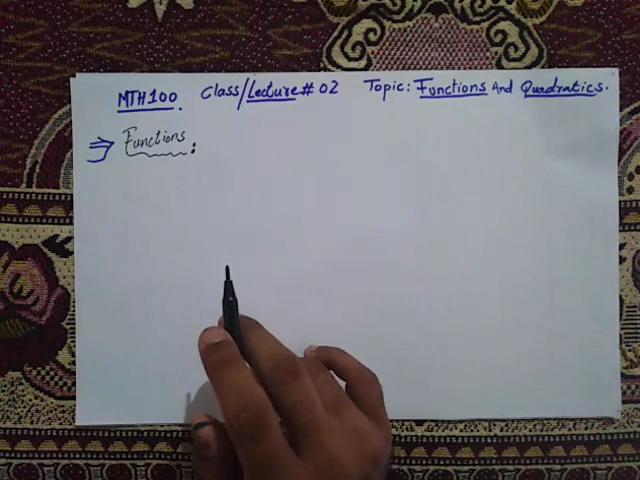 MTH100. Class/Lecture # 02 Topic: Functions And Quadratics.
⇒ Functions: